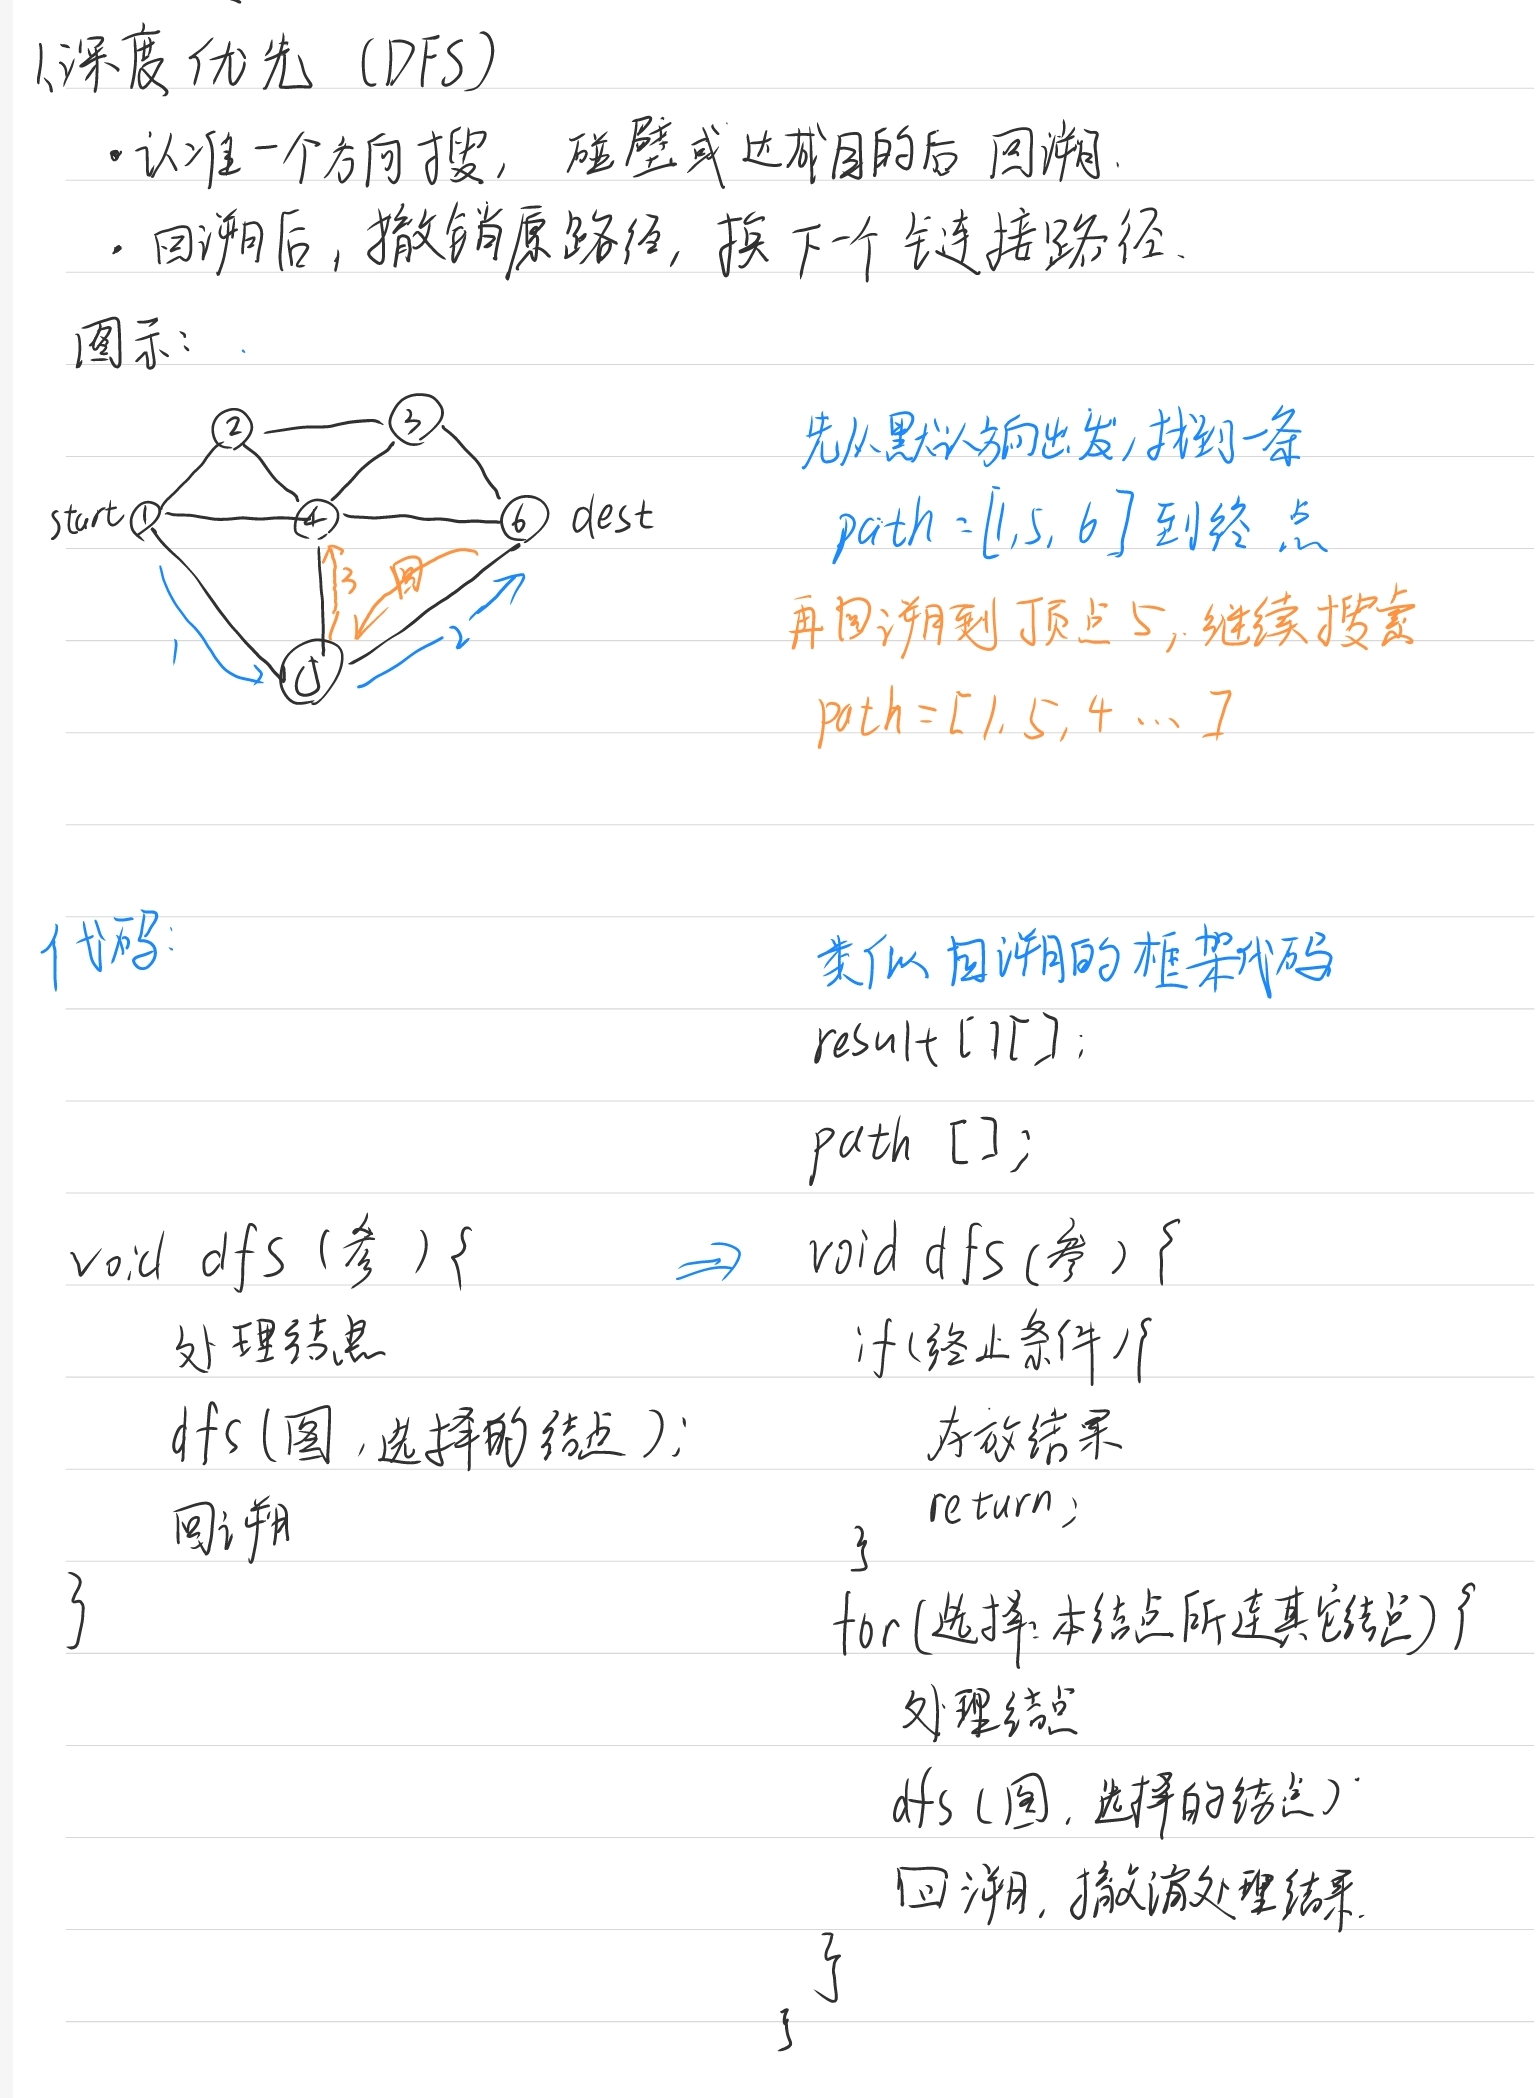 1、深度优先 (DFS)
• 认准一个方向搜, 碰壁或达成目的后 回溯.
• 回溯后, 撤销原路径, 换下一个连接路径.
图示:
2
3
start 1
4
6 dest
3
回
1
2
5
先从默认方向出发, 找到一条
path = [1, 5, 6] 到终点
再回溯到 顶点5, 继续搜索
path = [1, 5, 4 ... ]
代码:
类似回溯的框架代码
result [][];
path [];
void dfs (参) {
处理结点
dfs (图, 选择的结点);
回溯
}
⇒
void dfs (参) {
if (终止条件) {
存放结果
return;
}
for (选择: 本结点所连其它结点) {
处理结点
dfs (图, 选择的结点)
回溯, 撤消处理结果.
}
}